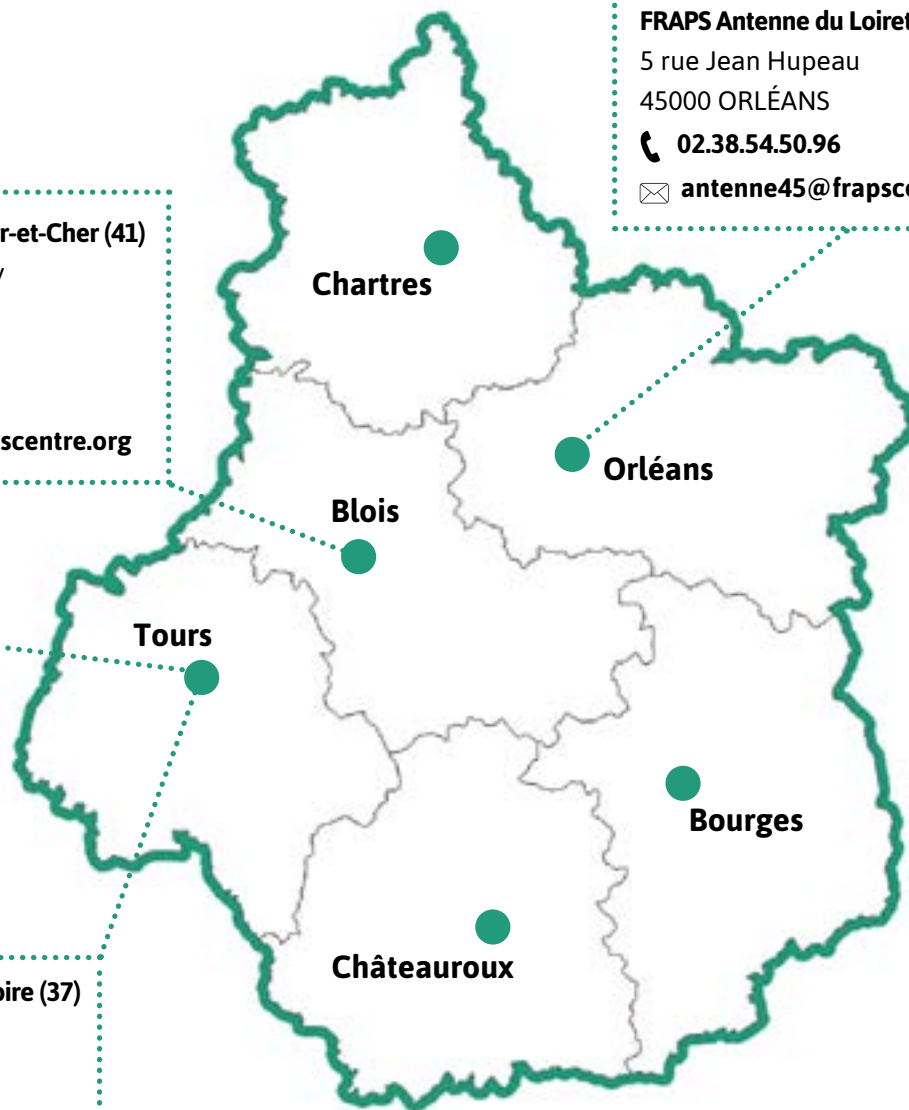 FRAPS Antenne du Loiret
5 rue Jean Hupeau
45000 ORLÉANS
02.38.54.50.96
antenne45@frapsce
r-et-Cher (41)
scentre.org
Chartres
Orléans
Blois
Tours
Bourges
Châteauroux
oire (37)